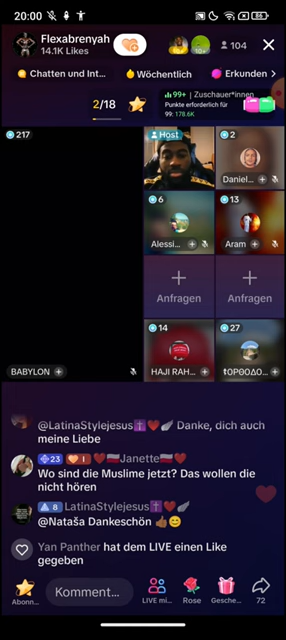 20:00
86
Flexabrenyah
14.1K Likes
104
Chatten und Int...
Wöchentlich
Erkunden
2/18
99+ | Zuschauer*innen
Punkte erforderlich für
99: 178.6K
217
Host
2
Daniel...
6
Alessi...
13
Aram
Anfragen
Anfragen
BABYLON
14
HAJI RAH...
27
@LatinaStylejesus✝️❤️🪽 Danke, dich auch
meine Liebe
23 1 🇵🇱❤️Janette🇵🇱❤️
Wo sind die Muslime jetzt? Das wollen die
nicht hören
8 LatinaStylejesus✝️❤️🪽
@Nataša Dankeschön 👍🏾😊
Yan Panther hat dem LIVE einen Like
gegeben
Abonn...
Komment...
LIVE mi...
Rose
Gesche...
72